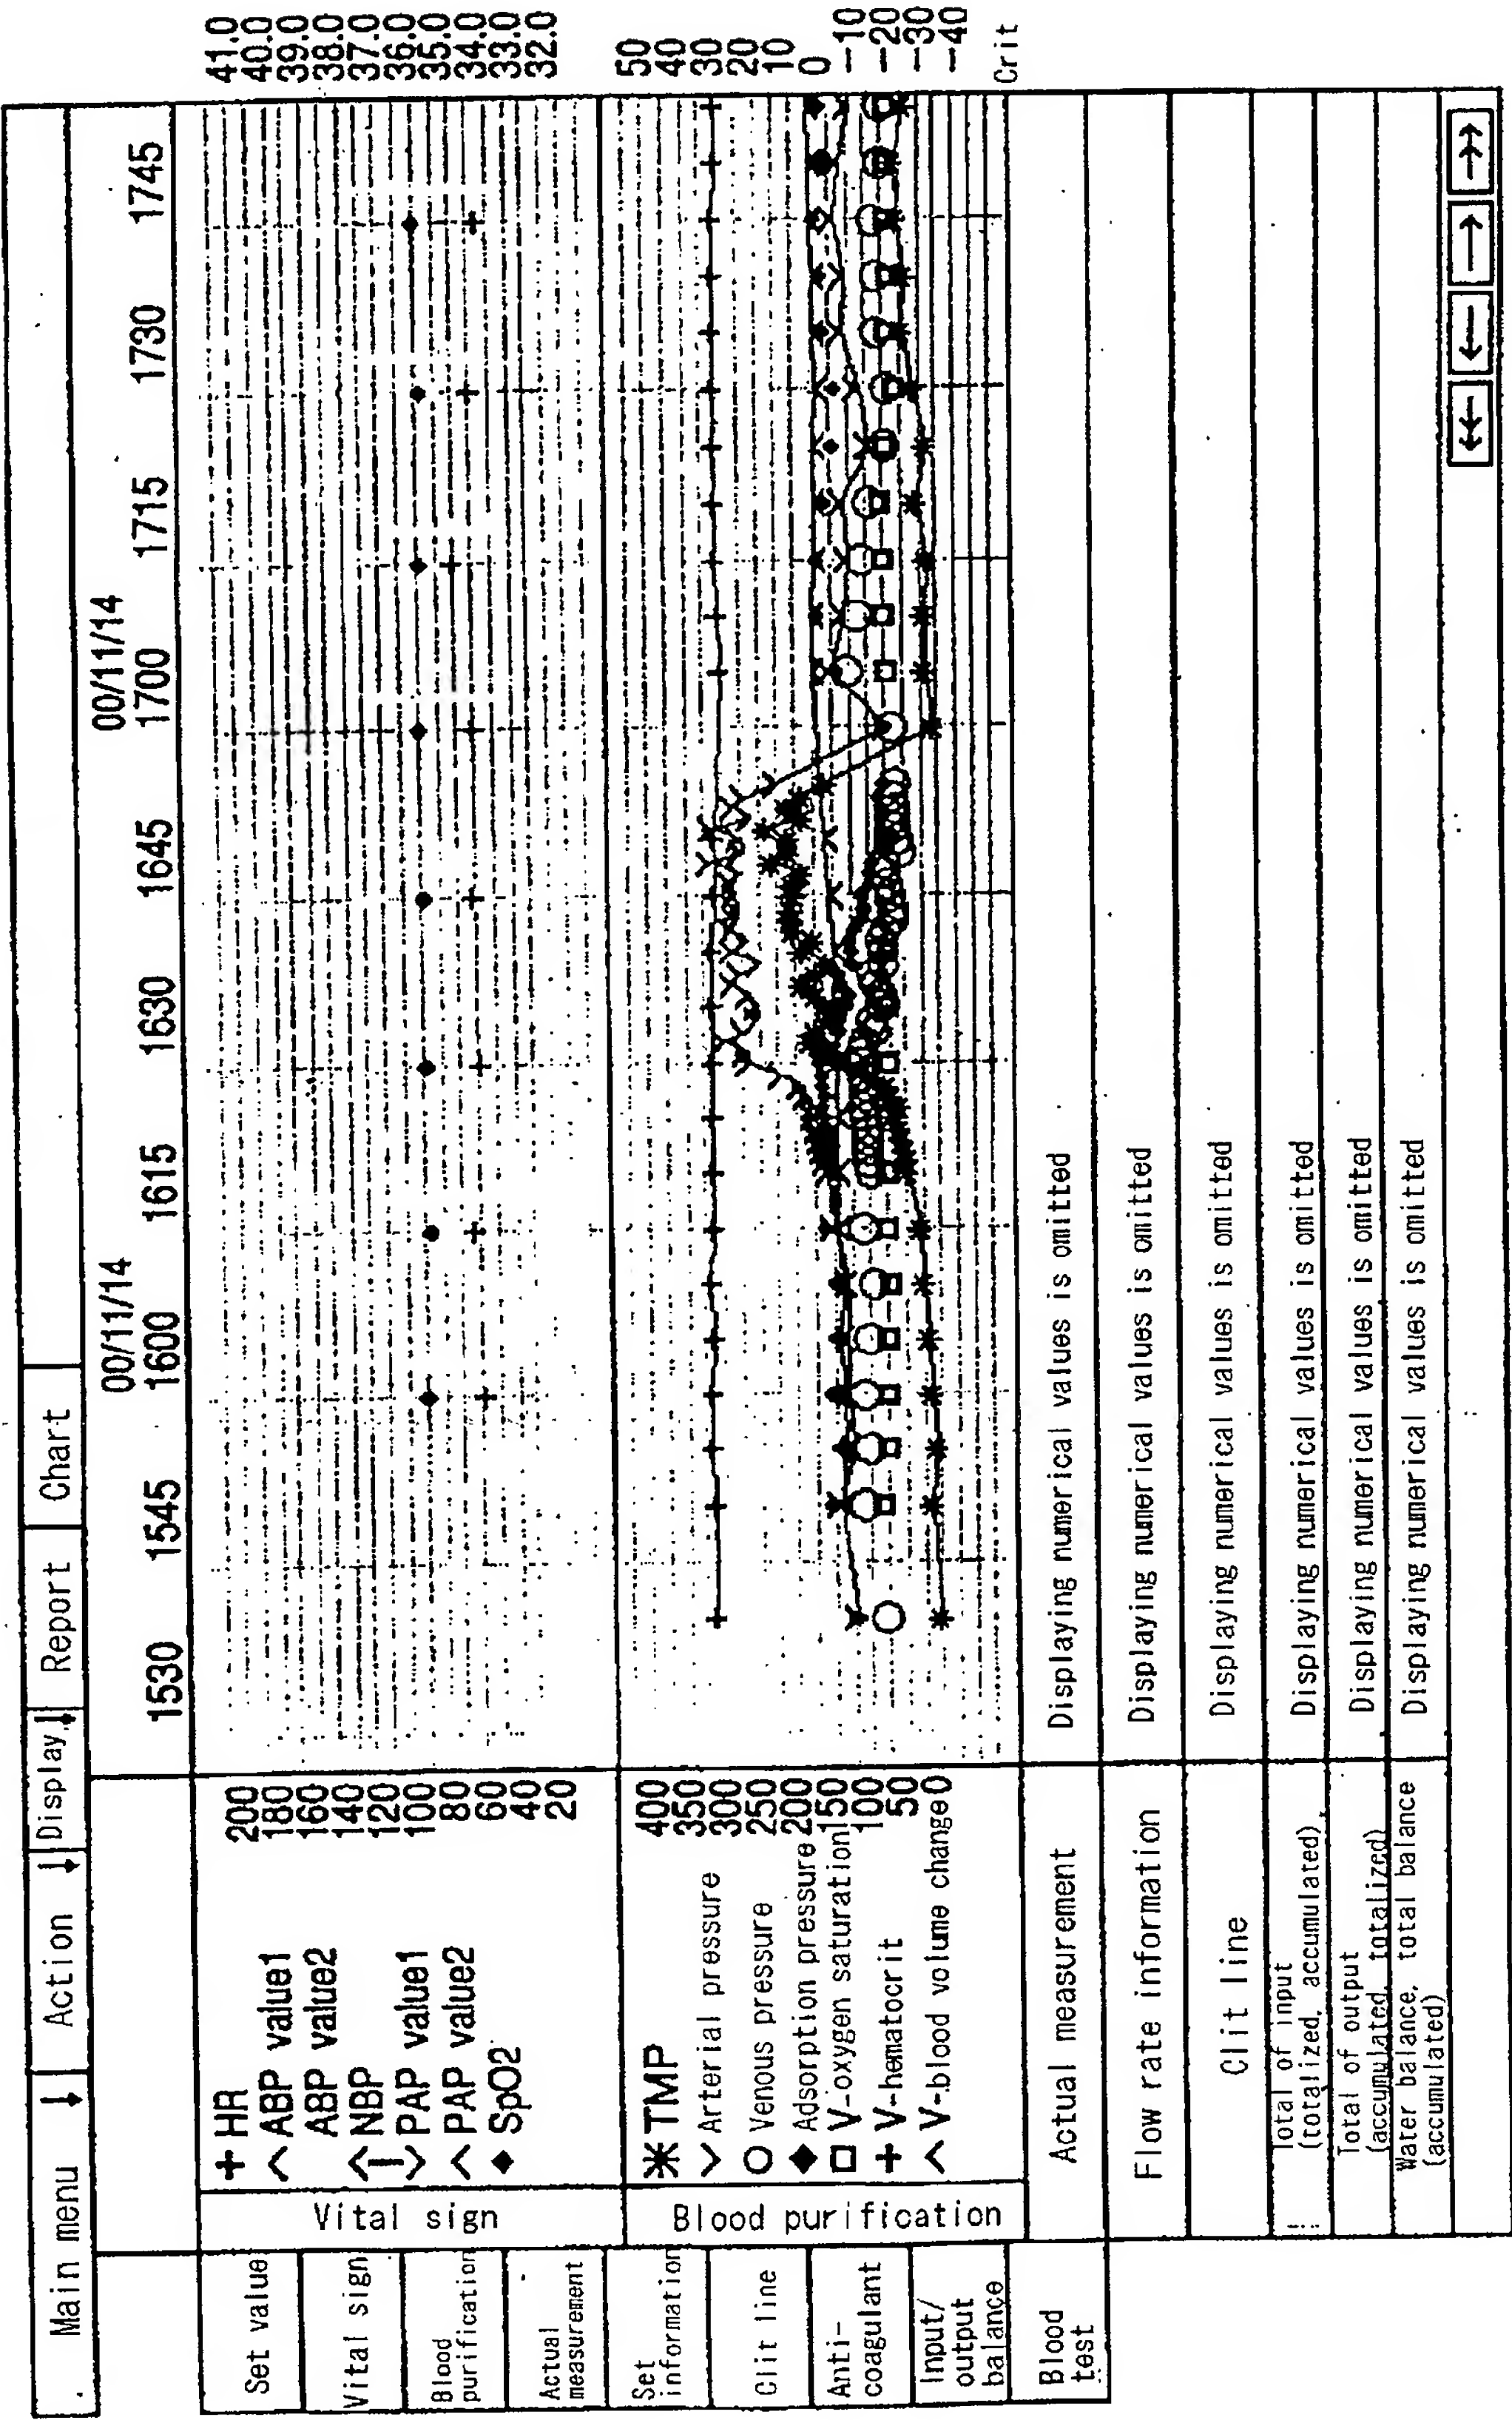 Main menu ↓ Action ↓ Display ↓ Report Chart
00/11/14 00/11/14
1530 1545 1600 1615 1630 1645 1700 1715 1730 1745
Set value
Vital sign
Blood
purification
Actual
measurement
Set
information
Clit line
Anti-
coagulant
Input/
output
balance
Blood
test
Vital sign
+ HR
ABP value1
ABP value2
NBP
PAP value1
PAP value2
◆ SpO2
200
180
160
140
120
100
80
60
40
20
41.0
40.0
39.0
38.0
37.0
36.0
35.0
34.0
33.0
32.0
Blood purification
TMP
Arterial pressure
Venous pressure
Adsorption pressure
V-oxygen saturation
V-hematocrit
V-blood volume change
400
350
300
250
200
150
100
50
0
50
40
30
20
10
0
-10
-20
-30
-40
Crit
Actual measurement Displaying numerical values is omitted
Flow rate information Displaying numerical values is omitted
Clit line Displaying numerical values is omitted
Total of input
(totalized, accumulated) Displaying numerical values is omitted
Total of output
(accumulated, totalized) Displaying numerical values is omitted
Water balance, total balance
(accumulated) Displaying numerical values is omitted